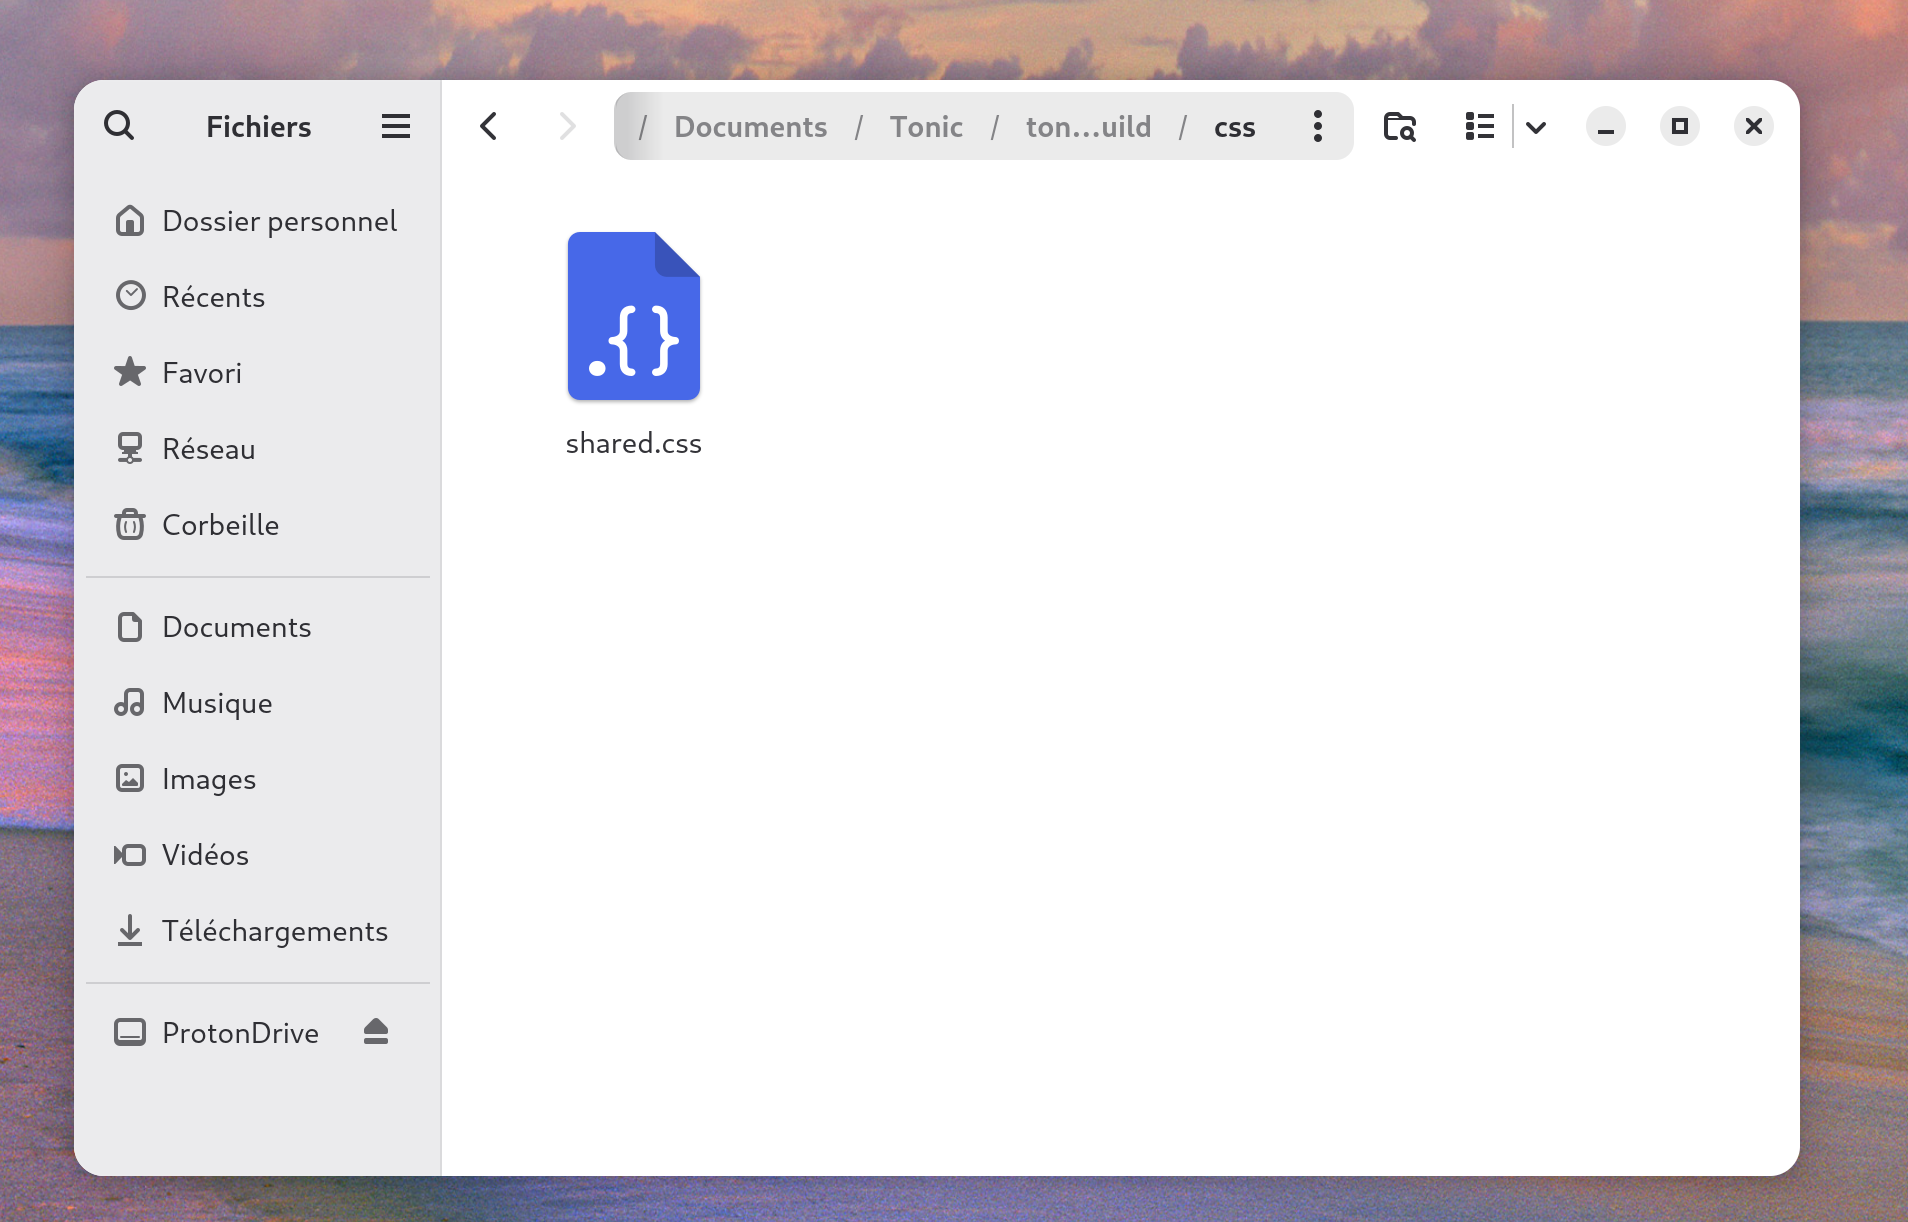 Fichiers
/ Documents / Tonic / ton...uild / css
Dossier personnel
Récents
Favori
Réseau
Corbeille
Documents
Musique
Images
Vidéos
Téléchargements
ProtonDrive
.{}
shared.css